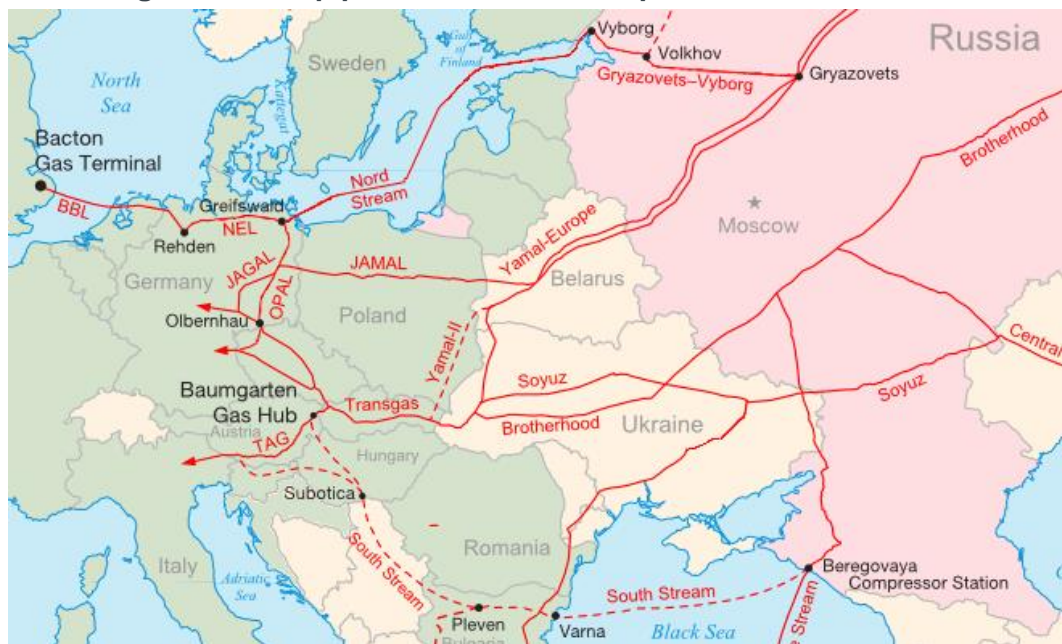 Vyborg
Gulf
of
Finland
Volkhov
Russia
Sweden
Gryazovets–Vyborg
Gryazovets
North
Sea
Kattegat
Brotherhood
Bacton
Gas Terminal
Nord
Stream
BBL
Greifswald
NEL
Rehden
Moscow
Yamal-Europe
JAGAL
JAMAL
Germany
OPAL
Belarus
Olbernhau
Poland
Yamal-II
Central
Soyuz
Soyuz
Baumgarten
Gas Hub
Transgas
Brotherhood
Ukraine
Austria
TAG
Hungary
Subotica
Romania
South Stream
Italy
Adriatic
Sea
Beregovaya
Compressor Station
South Stream
Stream
Pleven
Varna
Black Sea
Bulgaria